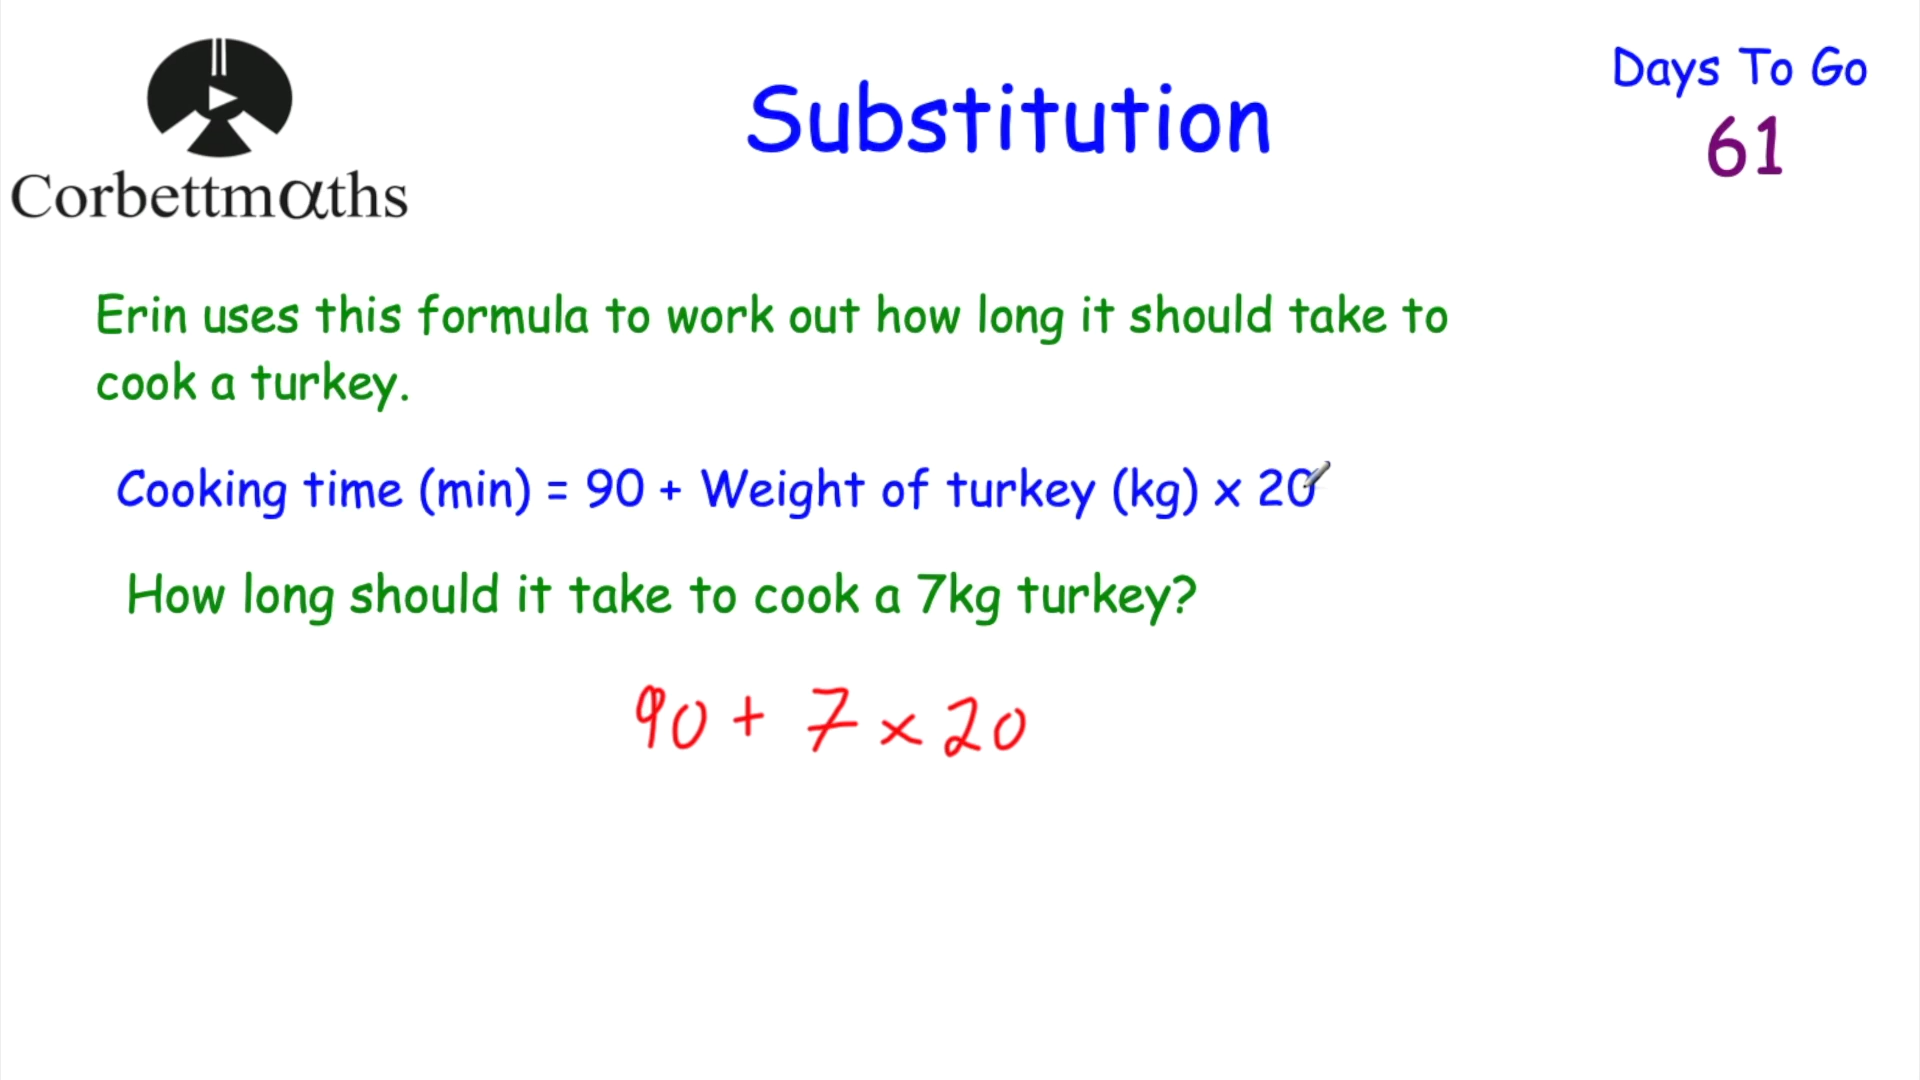 Corbettmαths
Substitution
Days To Go
61
Erin uses this formula to work out how long it should take to
cook a turkey.
Cooking time (min) = 90 + Weight of turkey (kg) x 20
How long should it take to cook a 7kg turkey?
90 + 7 × 20